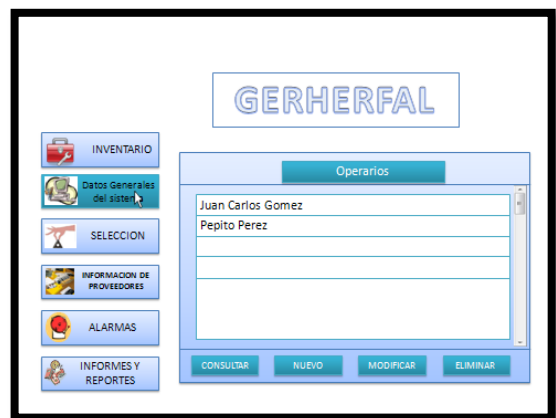 GERHERFAL
INVENTARIO
Datos Generales
del sistema
SELECCION
INFORMACION DE
PROVEEDORES
ALARMAS
INFORMES Y
REPORTES
Operarios
Juan Carlos Gomez
Pepito Perez
CONSULTAR
NUEVO
MODIFICAR
ELIMINAR